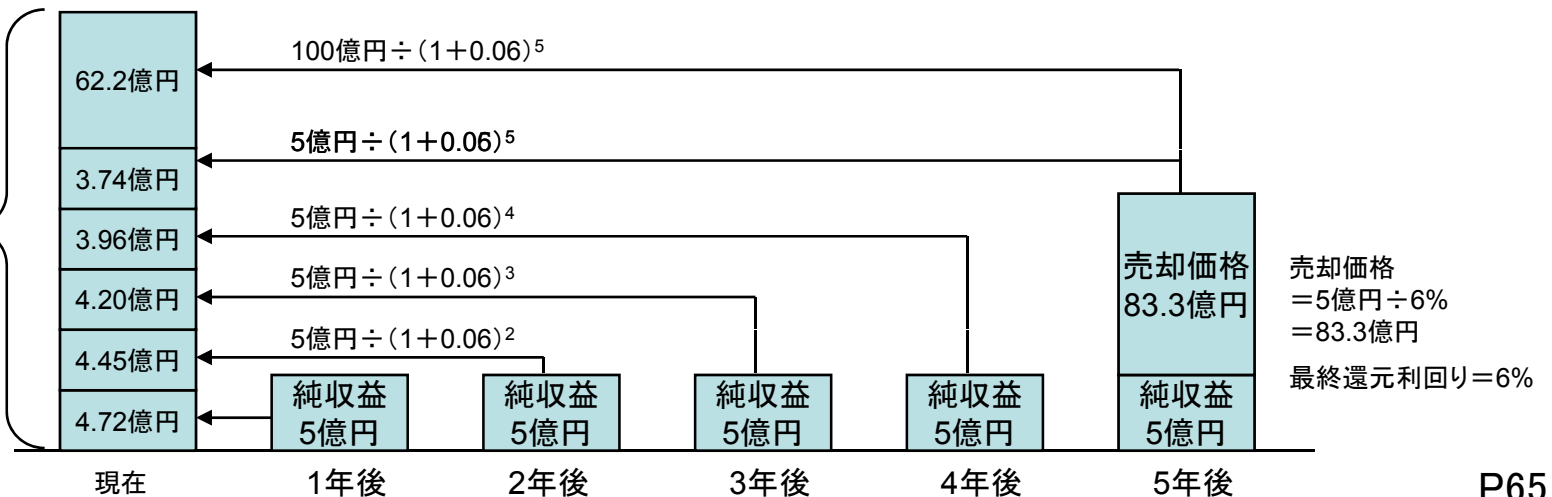 100億円÷(1+0.06)5
62.2億円
5億円÷(1+0.06)5
3.74億円
5億円÷(1+0.06)4
3.96億円
5億円÷(1+0.06)3
4.20億円
5億円÷(1+0.06)2
4.45億円
4.72億円
純収益
5億円
純収益
5億円
純収益
5億円
純収益
5億円
売却価格
83.3億円
純収益
5億円
売却価格
=5億円÷6%
=83.3億円
最終還元利回り=6%
現在
1年後
2年後
3年後
4年後
5年後
P65